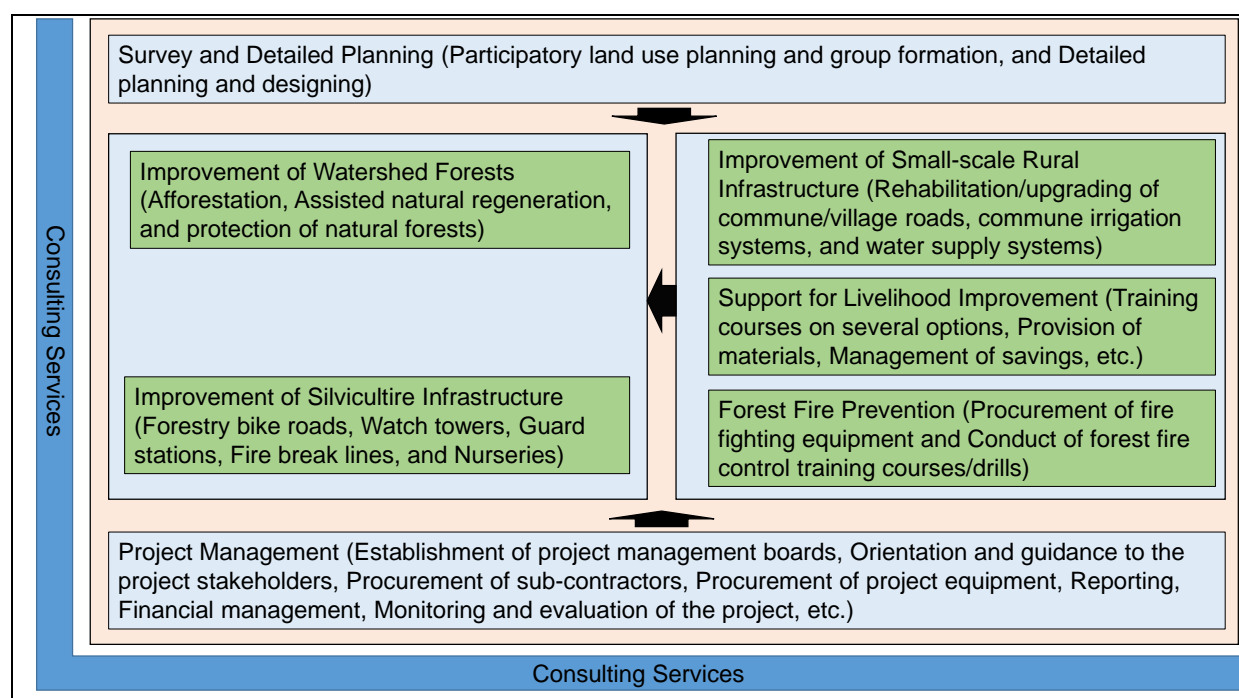 Survey and Detailed Planning (Participatory land use planning and group formation, and Detailed
planning and designing)
Consulting Services
Improvement of Watershed Forests
(Afforestation, Assisted natural regeneration,
and protection of natural forests)
Improvement of Silvicultire Infrastructure
(Forestry bike roads, Watch towers, Guard
stations, Fire break lines, and Nurseries)
Improvement of Small-scale Rural
Infrastructure (Rehabilitation/upgrading of
commune/village roads, commune irrigation
systems, and water supply systems)
Support for Livelihood Improvement (Training
courses on several options, Provision of
materials, Management of savings, etc.)
Forest Fire Prevention (Procurement of fire
fighting equipment and Conduct of forest fire
control training courses/drills)
Project Management (Establishment of project management boards, Orientation and guidance to the
project stakeholders, Procurement of sub-contractors, Procurement of project equipment, Reporting,
Financial management, Monitoring and evaluation of the project, etc.)
Consulting Services